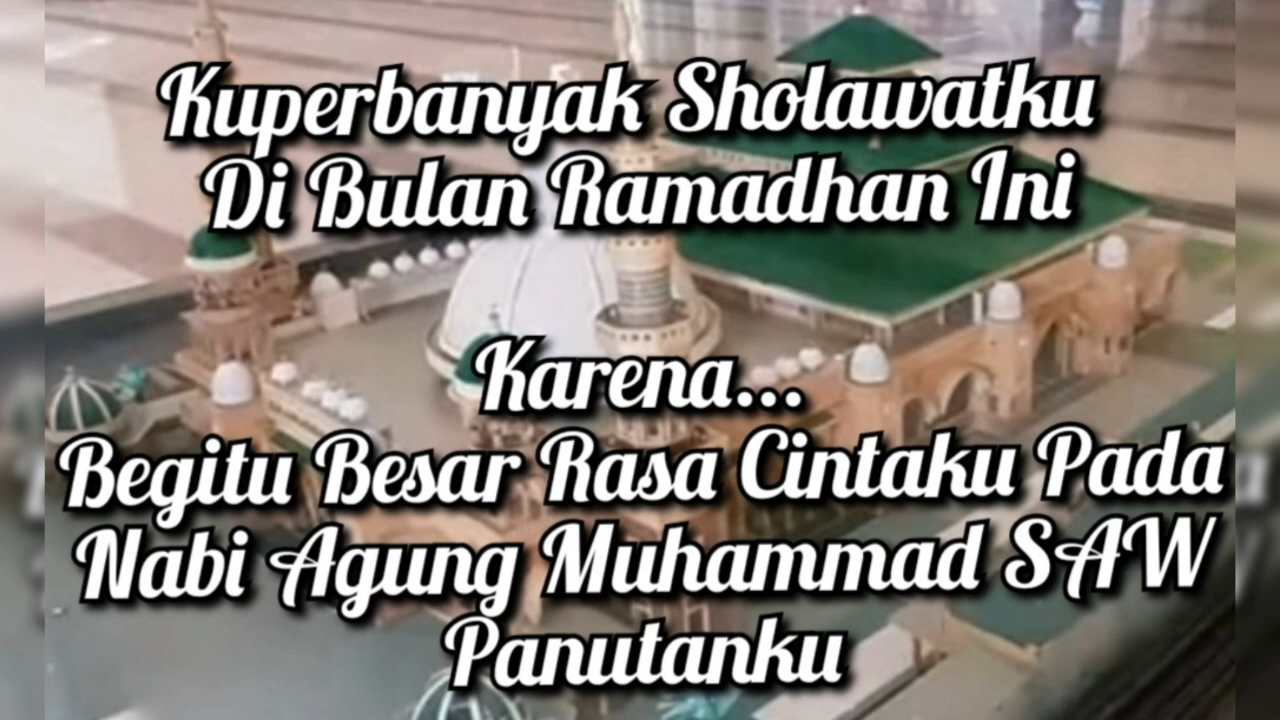 Kuperbanyak Sholawatku
Di Bulan Ramadhan Ini
Karena...
Begitu Besar Rasa Cintaku Pada
Nabi Agung Muhammad SAW
Panutanku